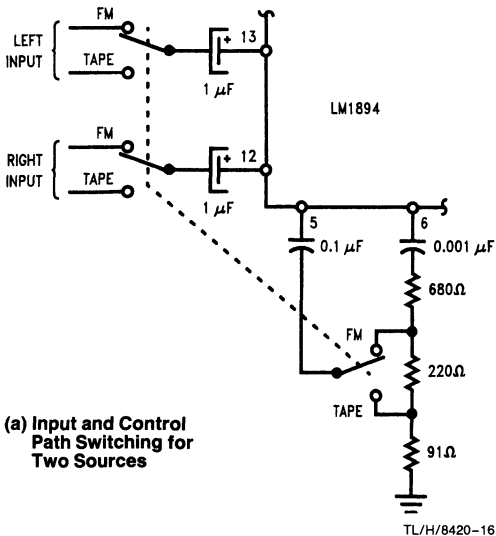 FM
LEFT
INPUT
TAPE
+ 13
1 µF
LM1894
FM
RIGHT
INPUT
TAPE
+ 12
1 µF
5
6
0.1 µF
0.001 µF
680Ω
FM
220Ω
TAPE
91Ω
(a) Input and Control
Path Switching for
Two Sources
TL/H/8420-16